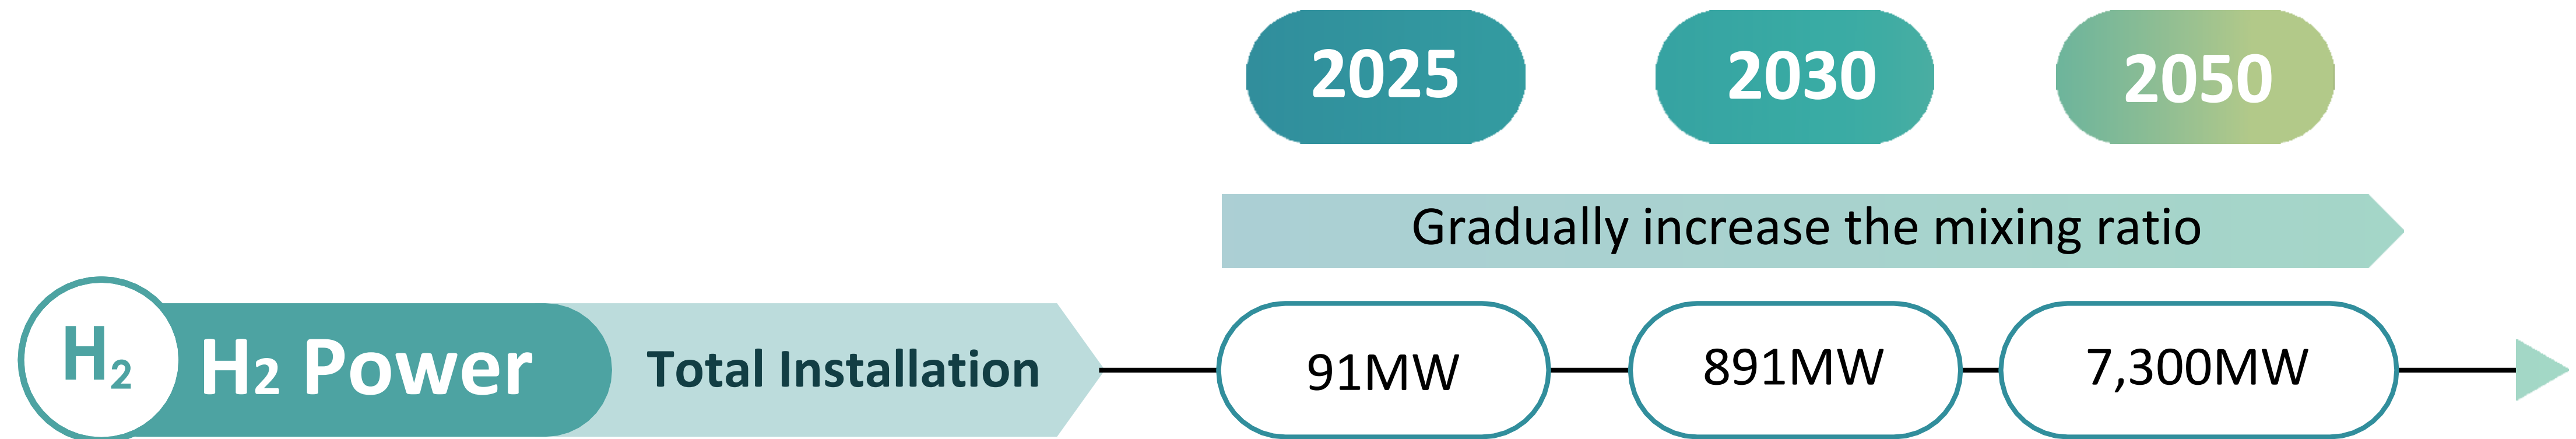 2025 2030 2050
Gradually increase the mixing ratio
H₂ H₂ Power Total Installation 91MW 891MW 7,300MW